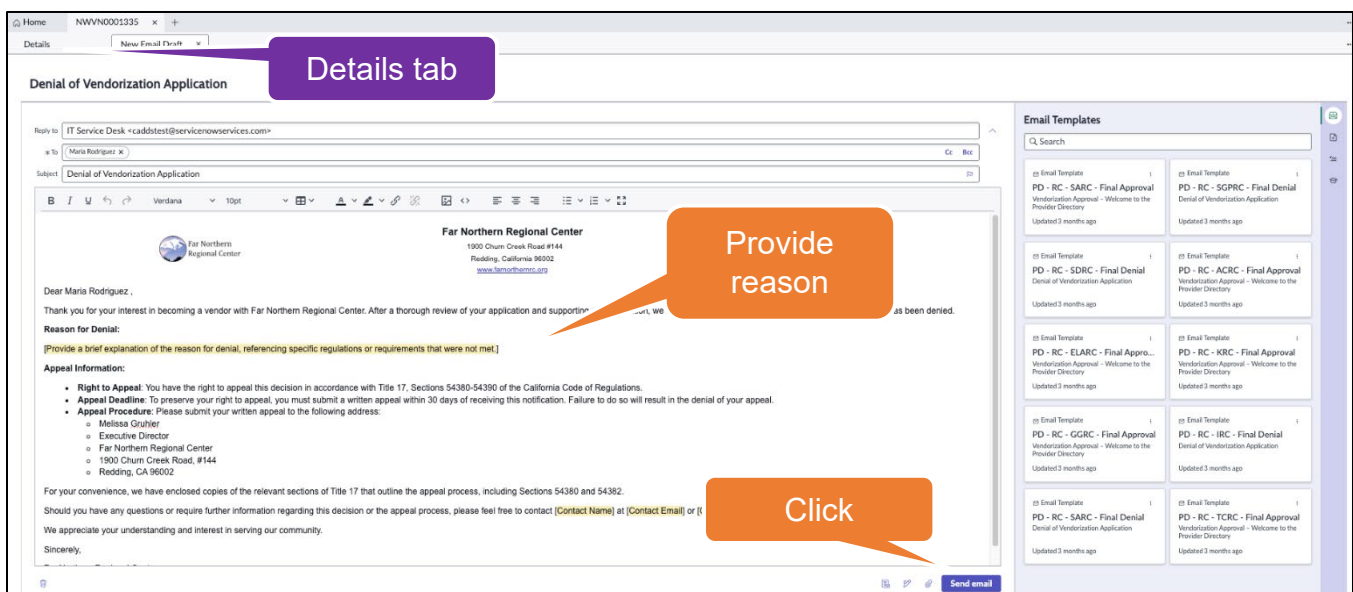 Home NWVN0001335 × +
Details New Email Draft ×
Details tab
Denial of Vendorization Application
Reply to IT Service Desk <caddstest@servicenowservices.com>
To Maria Rodriguez × Cc Bcc
Subject Denial of Vendorization Application
B I U Verdana 10pt A
Far Northern
Regional Center
Far Northern Regional Center
1900 Churn Creek Road #144
Redding, California 96002
www.farnorthernrc.org
Provide
reason
Dear Maria Rodriguez ,
Thank you for your interest in becoming a vendor with Far Northern Regional Center. After a thorough review of your application and supporting we has been denied.
Reason for Denial:
[Provide a brief explanation of the reason for denial, referencing specific regulations or requirements that were not met.]
Appeal Information:
• Right to Appeal: You have the right to appeal this decision in accordance with Title 17, Sections 54380-54390 of the California Code of Regulations.
• Appeal Deadline: To preserve your right to appeal, you must submit a written appeal within 30 days of receiving this notification. Failure to do so will result in the denial of your appeal.
• Appeal Procedure: Please submit your written appeal to the following address:
o Melissa Gruhler
o Executive Director
o Far Northern Regional Center
o 1900 Churn Creek Road, #144
o Redding, CA 96002
For your convenience, we have enclosed copies of the relevant sections of Title 17 that outline the appeal process, including Sections 54380 and 54382.
Should you have any questions or require further information regarding this decision or the appeal process, please feel free to contact [Contact Name] at [Contact Email] or
We appreciate your understanding and interest in serving our community.
Sincerely,
Click
Send email
Email Templates
Search
Email Template
PD - RC - SARC - Final Approval
Vendorization Approval – Welcome to the
Provider Directory
Updated 3 months ago
Email Template
PD - RC - SGPRC - Final Denial
Denial of Vendorization Application
Updated 3 months ago
Email Template
PD - RC - SDRC - Final Denial
Denial of Vendorization Application
Updated 3 months ago
Email Template
PD - RC - ACRC - Final Approval
Vendorization Approval – Welcome to the
Provider Directory
Updated 3 months ago
Email Template
PD - RC - ELARC - Final Appro...
Vendorization Approval – Welcome to the
Provider Directory
Updated 3 months ago
Email Template
PD - RC - KRC - Final Approval
Vendorization Approval – Welcome to the
Provider Directory
Updated 3 months ago
Email Template
PD - RC - GGRC - Final Approval
Vendorization Approval – Welcome to the
Provider Directory
Updated 3 months ago
Email Template
PD - RC - IRC - Final Denial
Denial of Vendorization Application
Updated 3 months ago
Email Template
PD - RC - SARC - Final Denial
Denial of Vendorization Application
Updated 3 months ago
Email Template
PD - RC - TCRC - Final Approval
Vendorization Approval – Welcome to the
Provider Directory
Updated 3 months ago